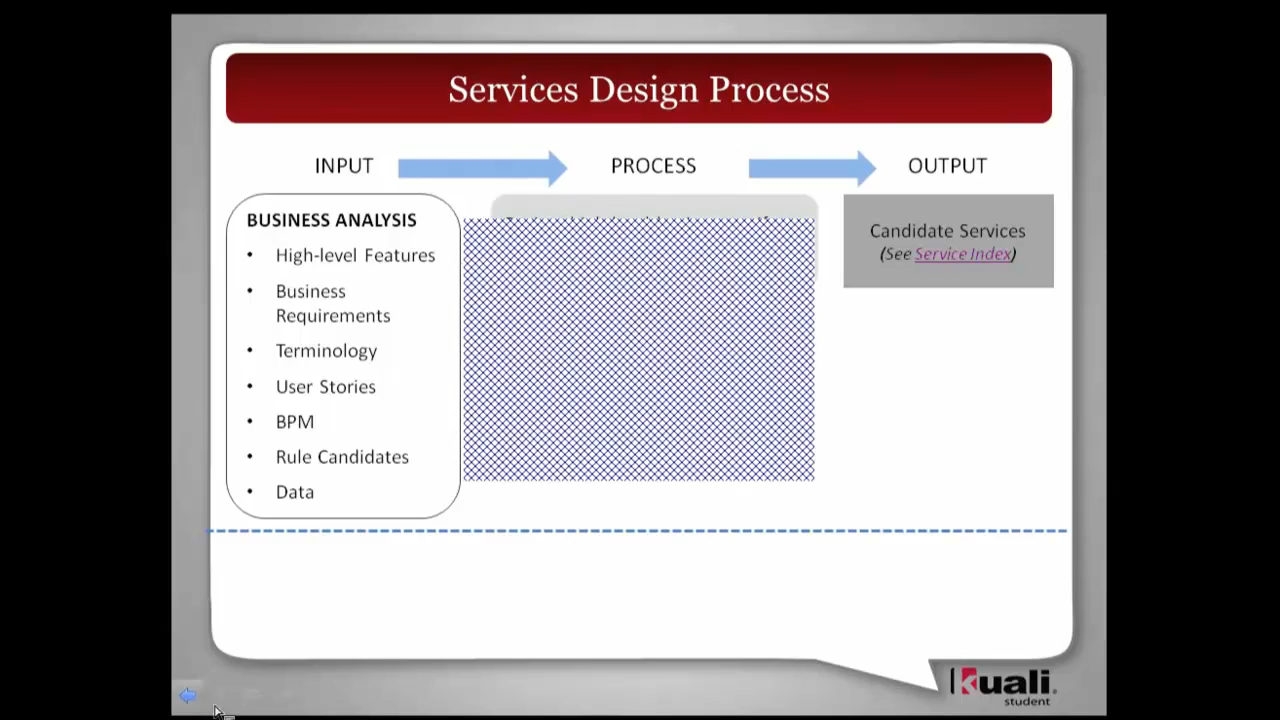 Services Design Process
INPUT
PROCESS
OUTPUT
BUSINESS ANALYSIS
• High-level Features
• Business
Requirements
• Terminology
• User Stories
• BPM
• Rule Candidates
• Data
Candidate Services
(See Service Index)
kuali
student